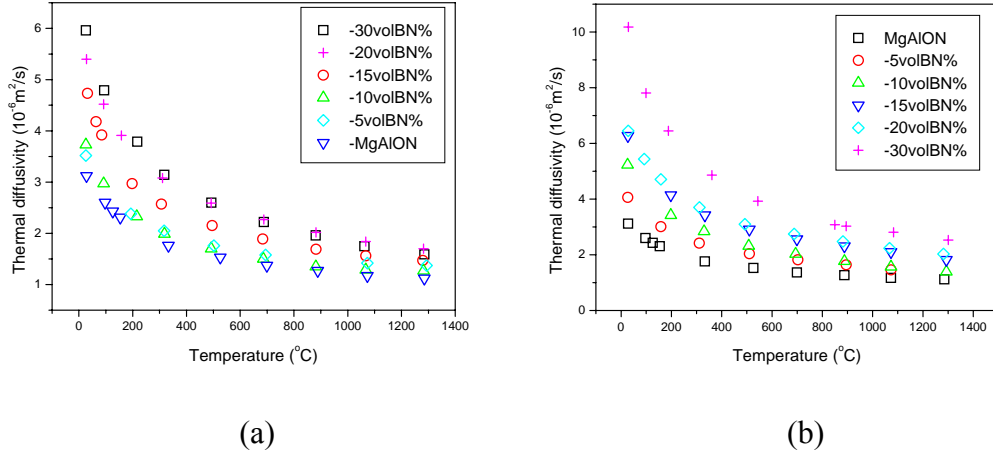 6
5
4
3
2
1
Thermal diffusivity (10⁻⁶m²/s)
-30volBN%
-20volBN%
-15volBN%
-10volBN%
-5volBN%
-MgAlON
0 200 400 600 800 1000 1200 1400
Temperature (°C)
(a)
10
8
6
4
2
0
Thermal diffusivity (10⁻⁶m²/s)
MgAlON
-5volBN%
-10volBN%
-15volBN%
-20volBN%
-30volBN%
0 200 400 600 800 1000 1200 1400
Temperature (°C)
(b)